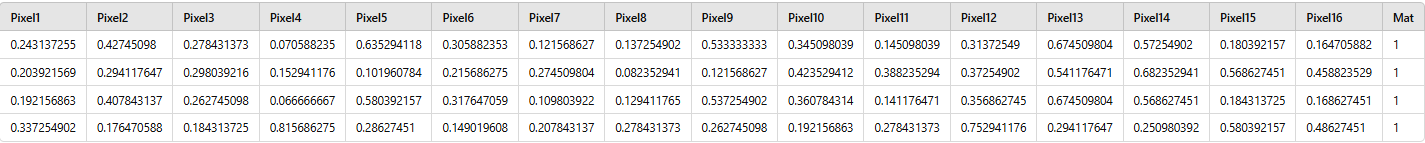 Pixel1 Pixel2 Pixel3 Pixel4 Pixel5 Pixel6 Pixel7 Pixel8 Pixel9 Pixel10 Pixel11 Pixel12 Pixel13 Pixel14 Pixel15 Pixel16 Mat
0.243137255 0.42745098 0.278431373 0.070588235 0.635294118 0.305882353 0.121568627 0.137254902 0.533333333 0.345098039 0.145098039 0.31372549 0.674509804 0.57254902 0.180392157 0.164705882 1
0.203921569 0.294117647 0.298039216 0.152941176 0.101960784 0.215686275 0.274509804 0.082352941 0.121568627 0.423529412 0.388235294 0.37254902 0.541176471 0.682352941 0.568627451 0.458823529 1
0.192156863 0.407843137 0.262745098 0.066666667 0.580392157 0.317647059 0.109803922 0.129411765 0.537254902 0.360784314 0.141176471 0.356862745 0.674509804 0.568627451 0.184313725 0.168627451 1
0.337254902 0.176470588 0.184313725 0.815686275 0.28627451 0.149019608 0.207843137 0.278431373 0.262745098 0.192156863 0.278431373 0.752941176 0.294117647 0.250980392 0.580392157 0.48627451 1